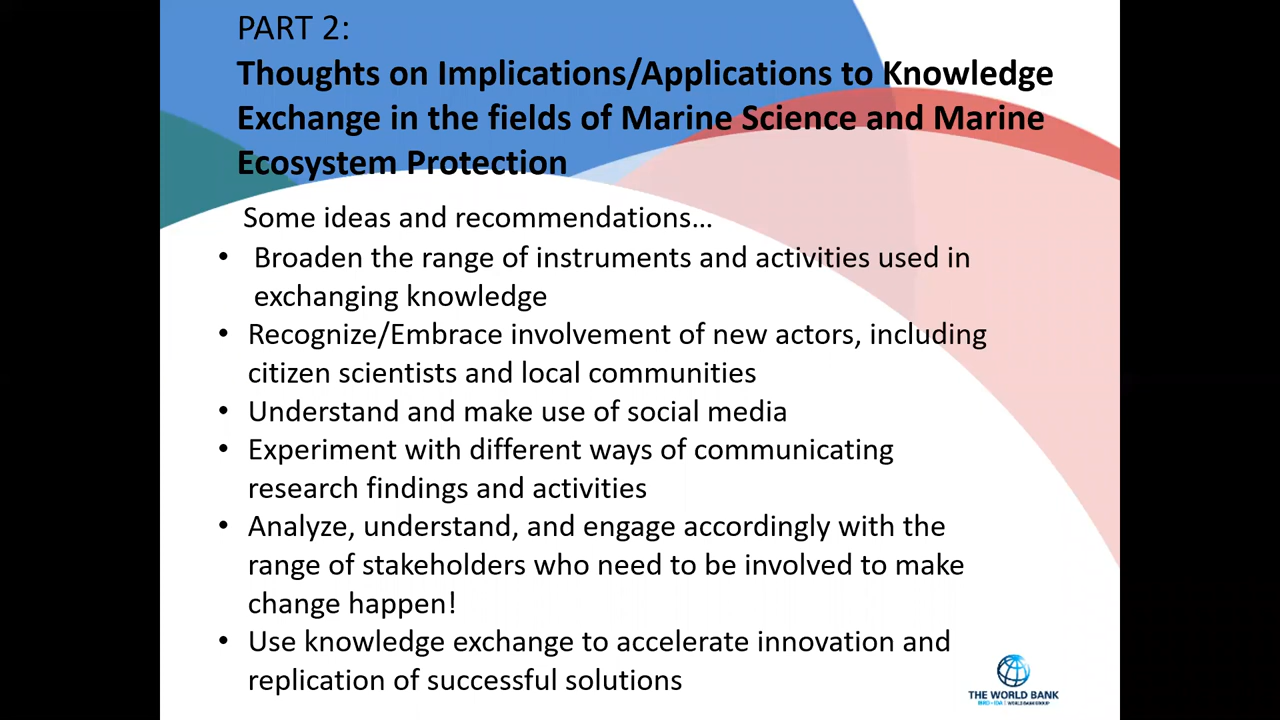 PART 2:
Thoughts on Implications/Applications to Knowledge
Exchange in the fields of Marine Science and Marine
Ecosystem Protection
Some ideas and recommendations...
• Broaden the range of instruments and activities used in
exchanging knowledge
• Recognize/Embrace involvement of new actors, including
citizen scientists and local communities
• Understand and make use of social media
• Experiment with different ways of communicating
research findings and activities
• Analyze, understand, and engage accordingly with the
range of stakeholders who need to be involved to make
change happen!
• Use knowledge exchange to accelerate innovation and
replication of successful solutions
THE WORLD BANK
IBRD • IDA | WORLD BANK GROUP